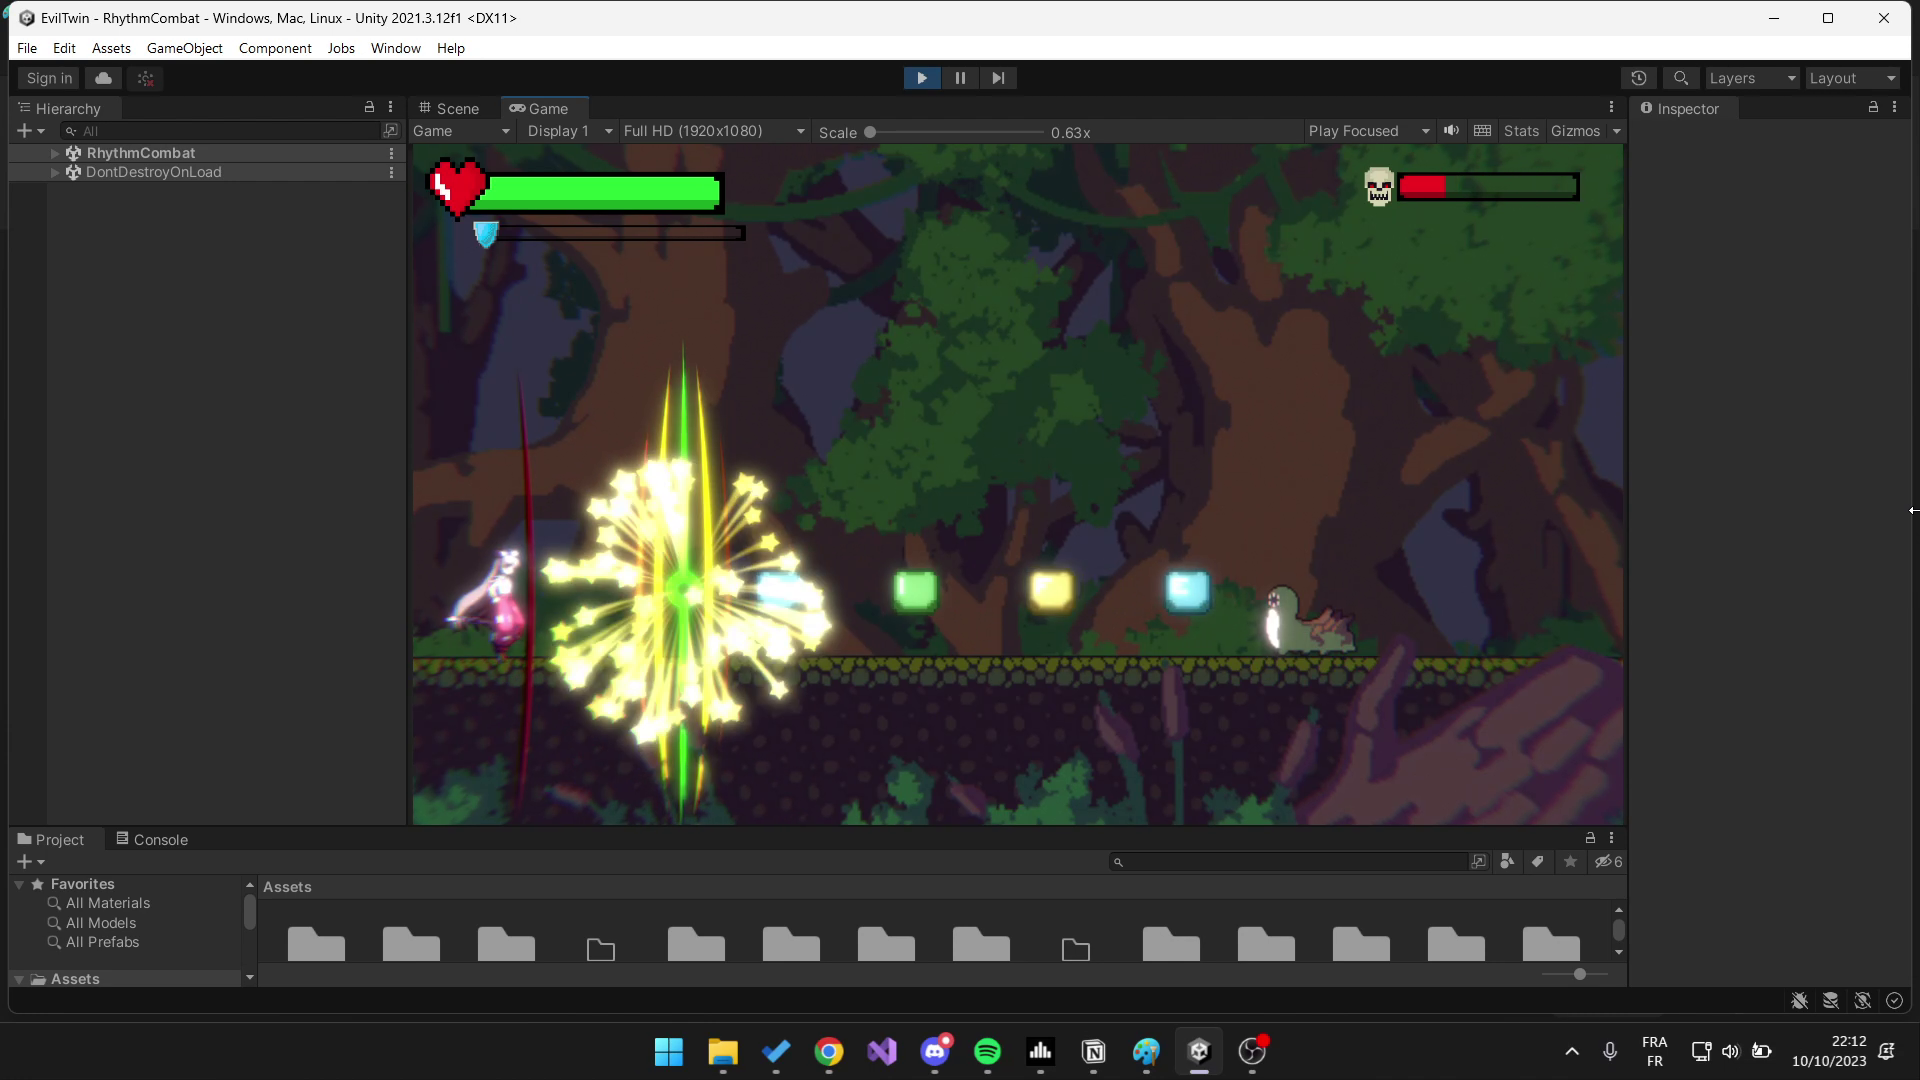 EvilTwin - RhythmCombat - Windows, Mac, Linux - Unity 2021.3.12f1 <DX11>
File Edit Assets GameObject Component Jobs Window Help
Sign in Layers Layout
Hierarchy Scene Game Inspector
All Game Display 1 Full HD (1920x1080) Scale 0.63x Play Focused Stats Gizmos
RhythmCombat
DontDestroyOnLoad
Project Console
6
Favorites Assets
All Materials
All Models
All Prefabs
Assets
FRA 22:12
FR 10/10/2023